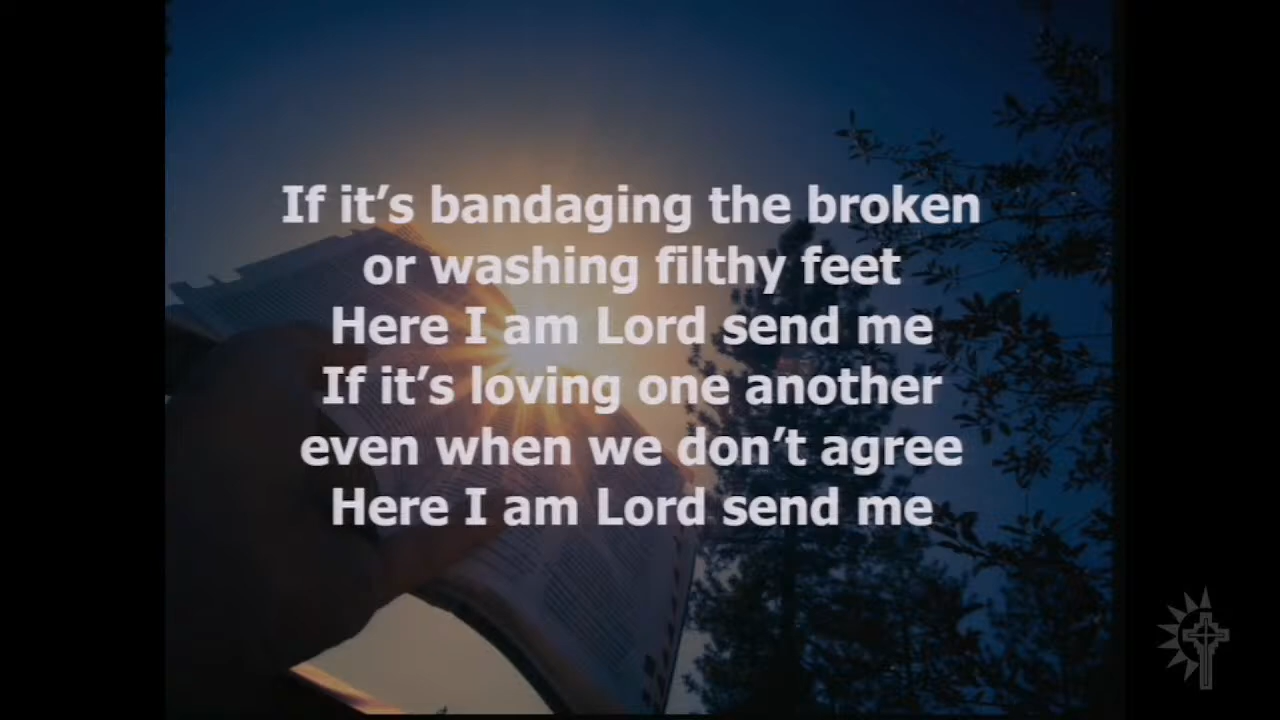 If it’s bandaging the broken
or washing filthy feet
Here I am Lord send me
If it’s loving one another
even when we don’t agree
Here I am Lord send me